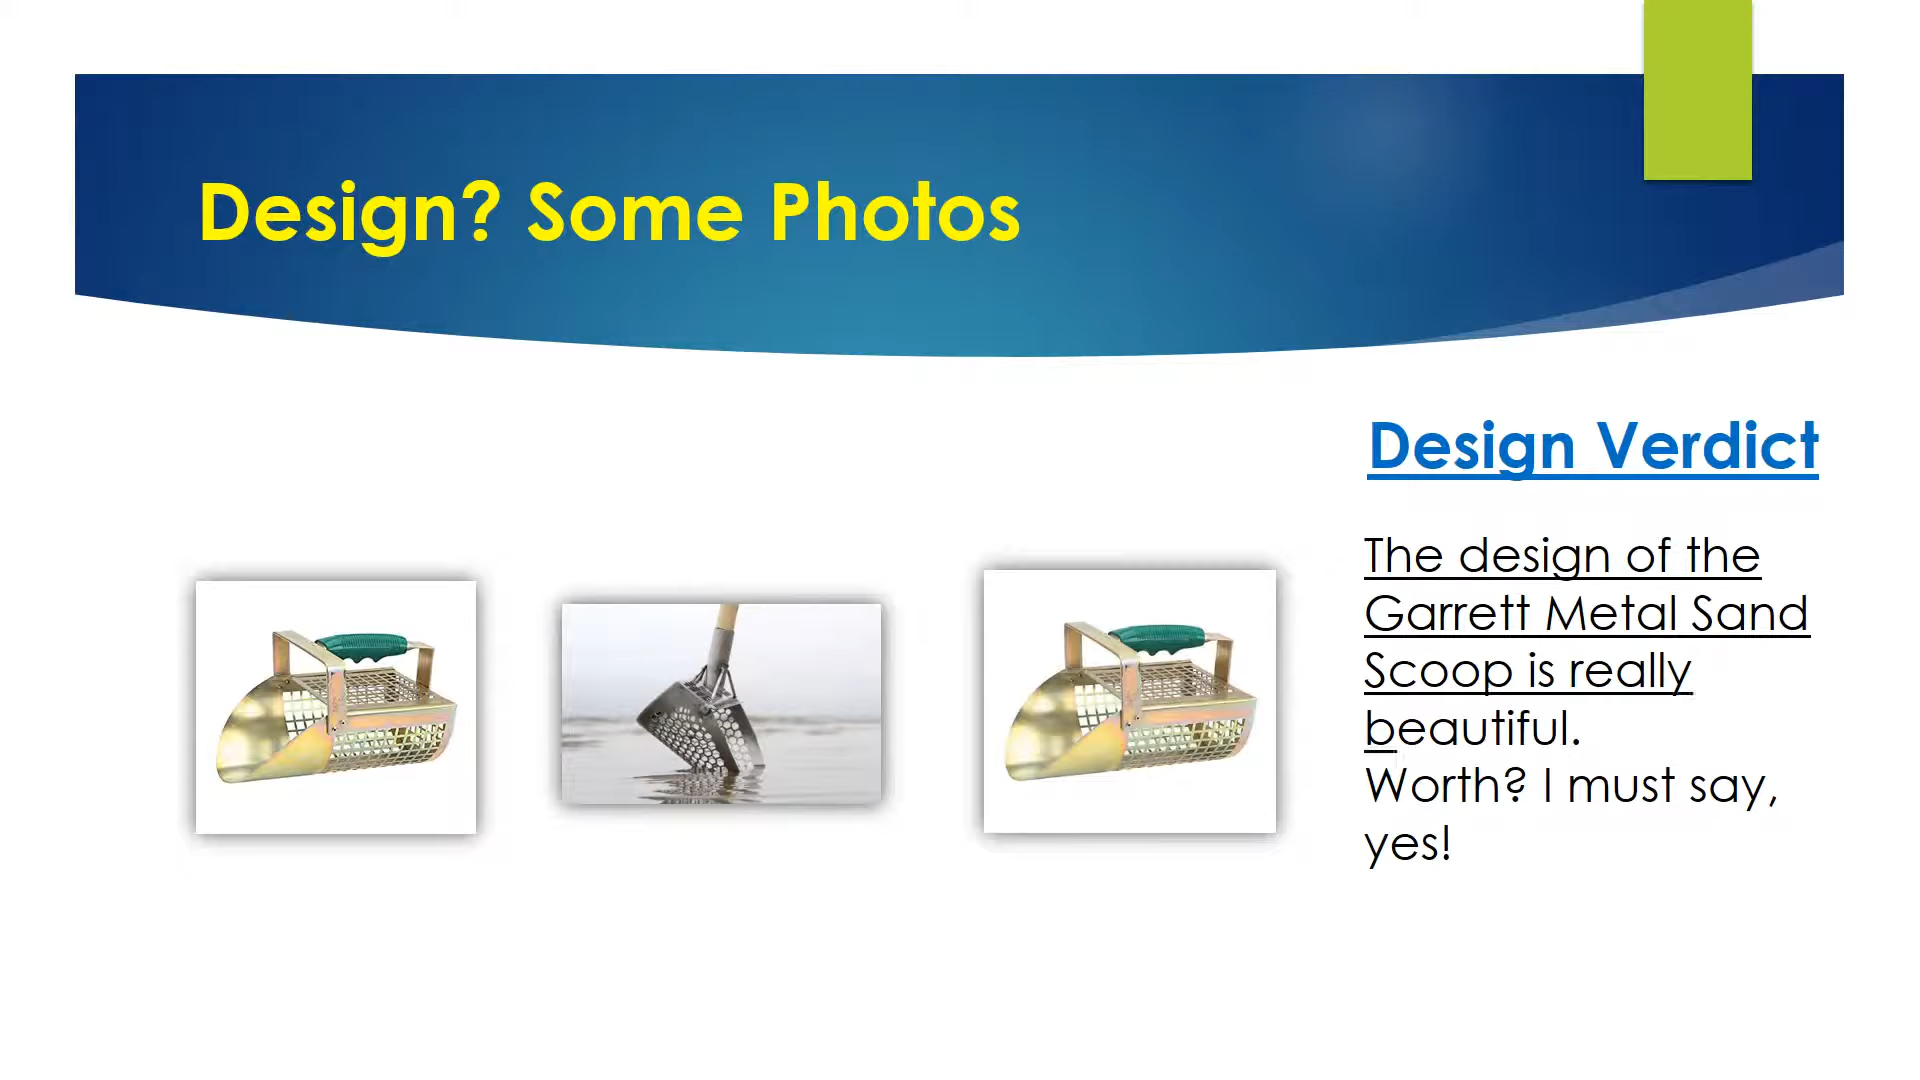 Design? Some Photos
Design Verdict
The design of the
Garrett Metal Sand
Scoop is really
beautiful.
Worth? I must say,
yes!